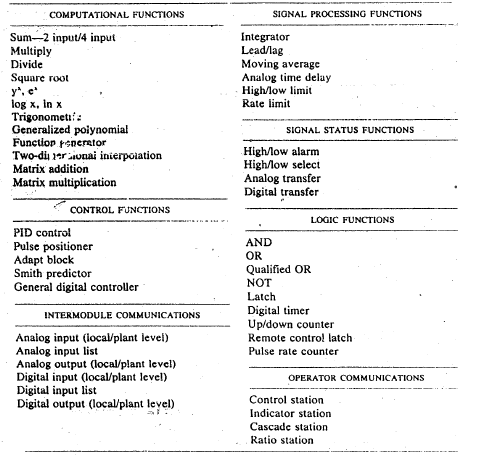 COMPUTATIONAL FUNCTIONS
Sum—2 input/4 input
Multiply
Divide
Square root
yˣ, eˣ
log x, ln x
Trigonometric
Generalized polynomial
Function generator
Two-dimensional interpolation
Matrix addition
Matrix multiplication
CONTROL FUNCTIONS
PID control
Pulse positioner
Adapt block
Smith predictor
General digital controller
INTERMODULE COMMUNICATIONS
Analog input (local/plant level)
Analog input list
Analog output (local/plant level)
Digital input (local/plant level)
Digital input list
Digital output (local/plant level)
SIGNAL PROCESSING FUNCTIONS
Integrator
Lead/lag
Moving average
Analog time delay
High/low limit
Rate limit
SIGNAL STATUS FUNCTIONS
High/low alarm
High/low select
Analog transfer
Digital transfer
LOGIC FUNCTIONS
AND
OR
Qualified OR
NOT
Latch
Digital timer
Up/down counter
Remote control latch
Pulse rate counter
OPERATOR COMMUNICATIONS
Control station
Indicator station
Cascade station
Ratio station